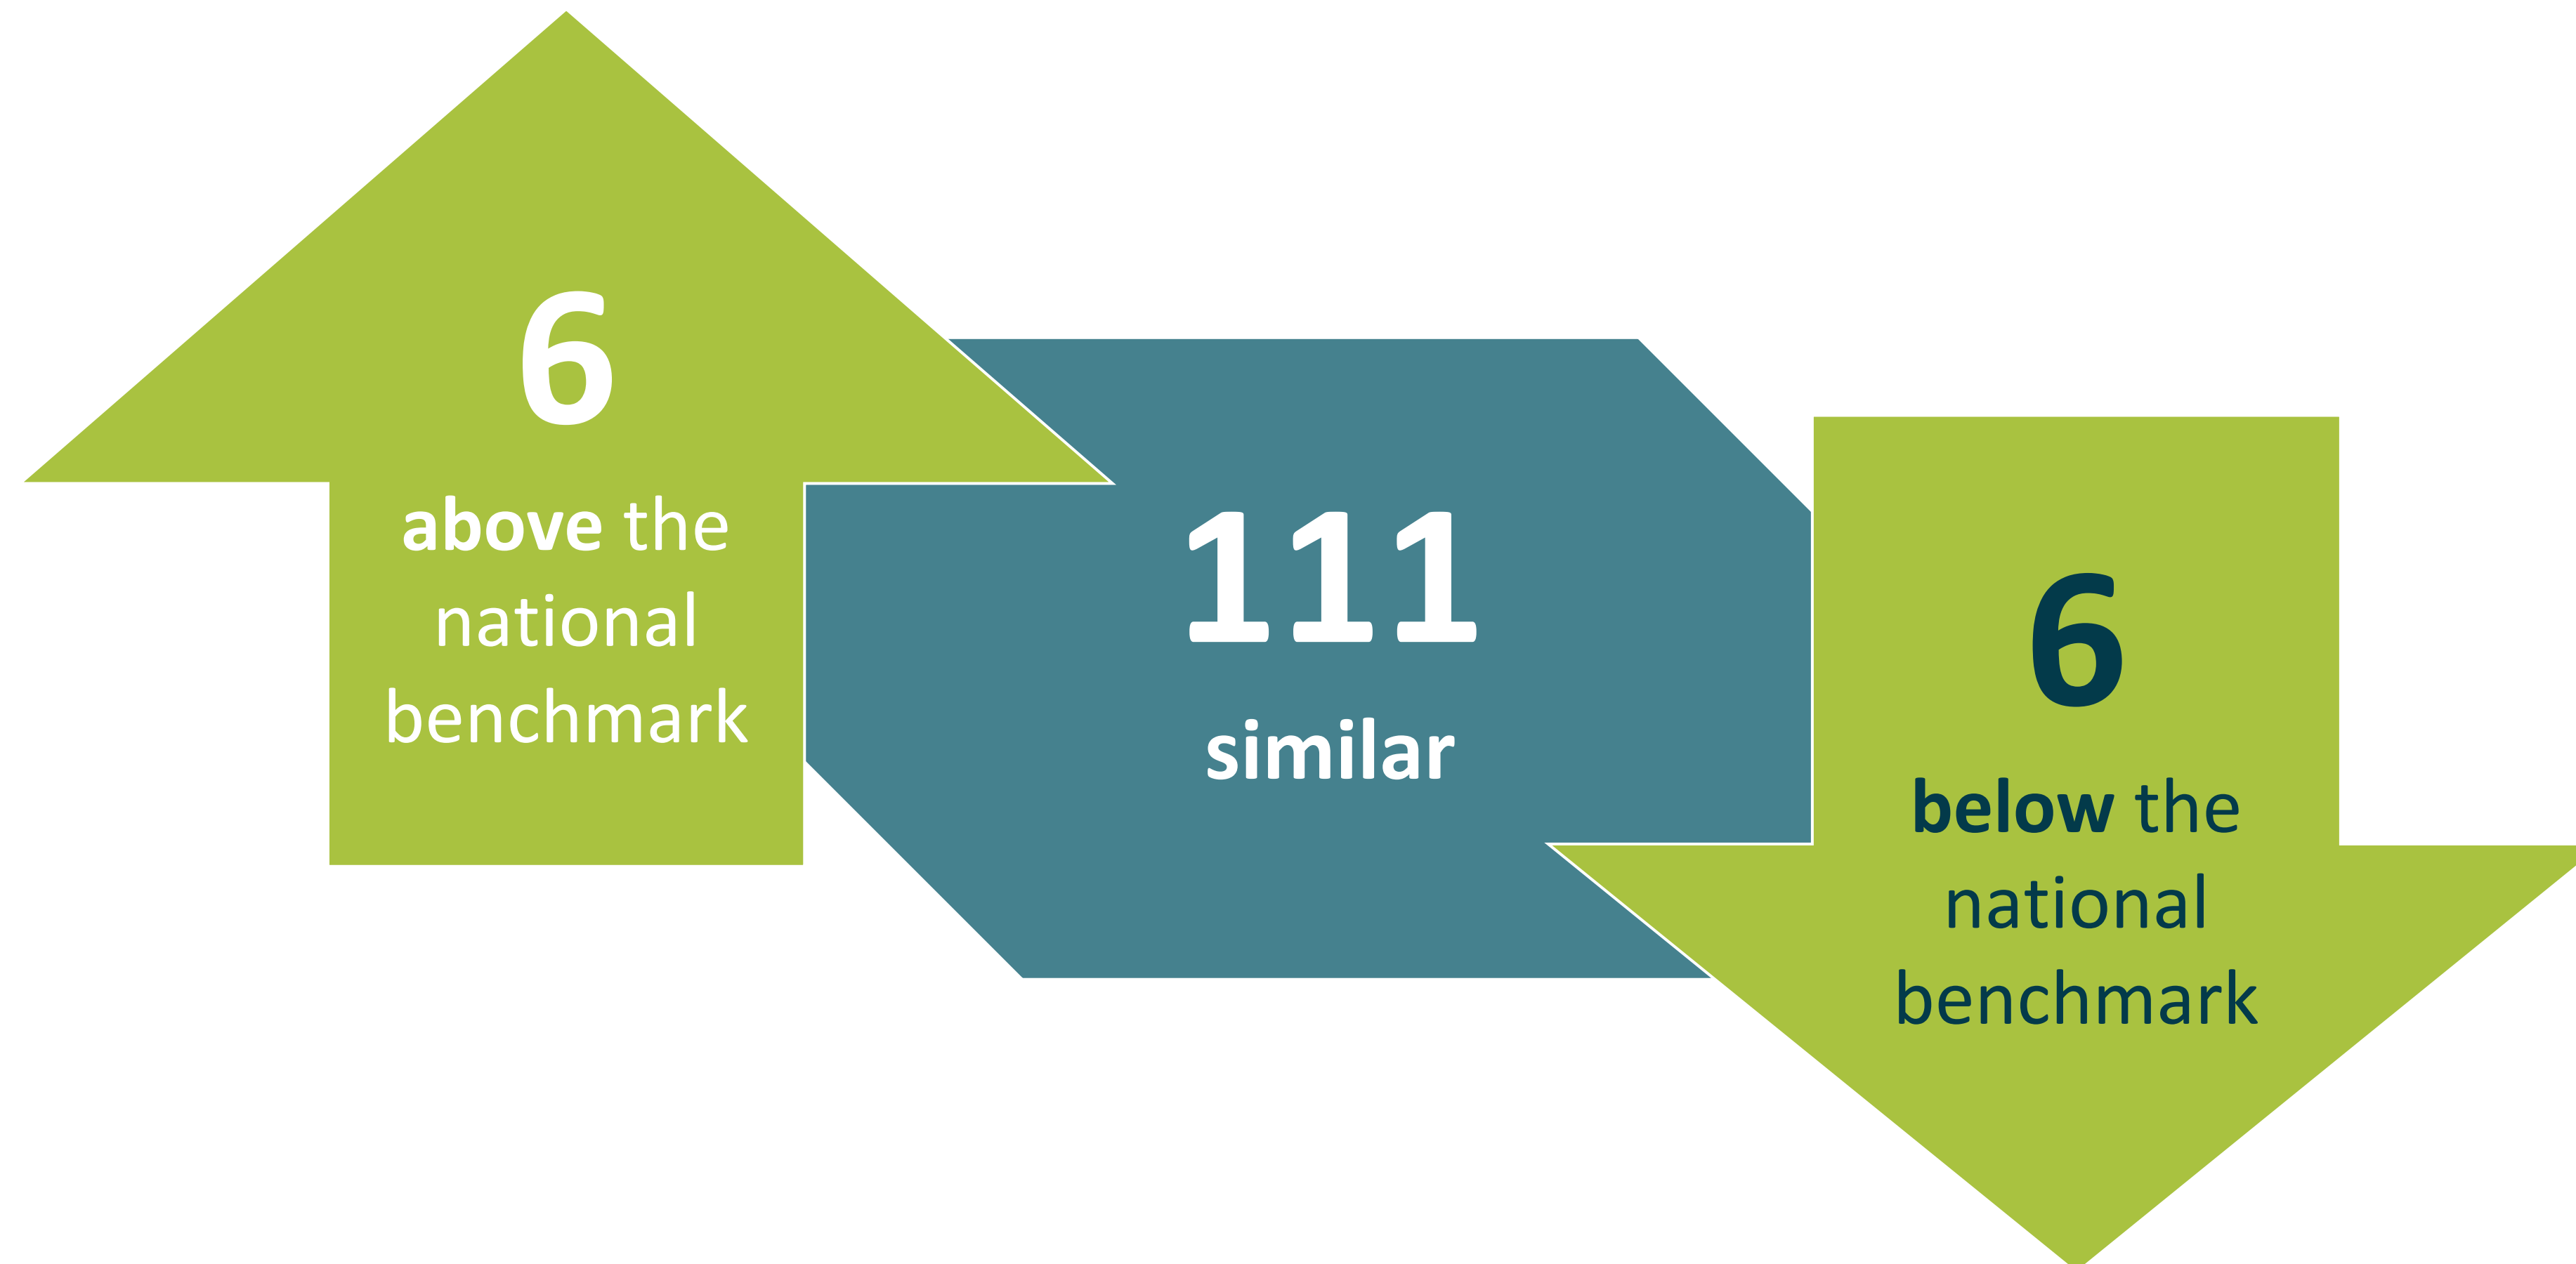 6
above the
national
benchmark
111
similar
6
below the
national
benchmark